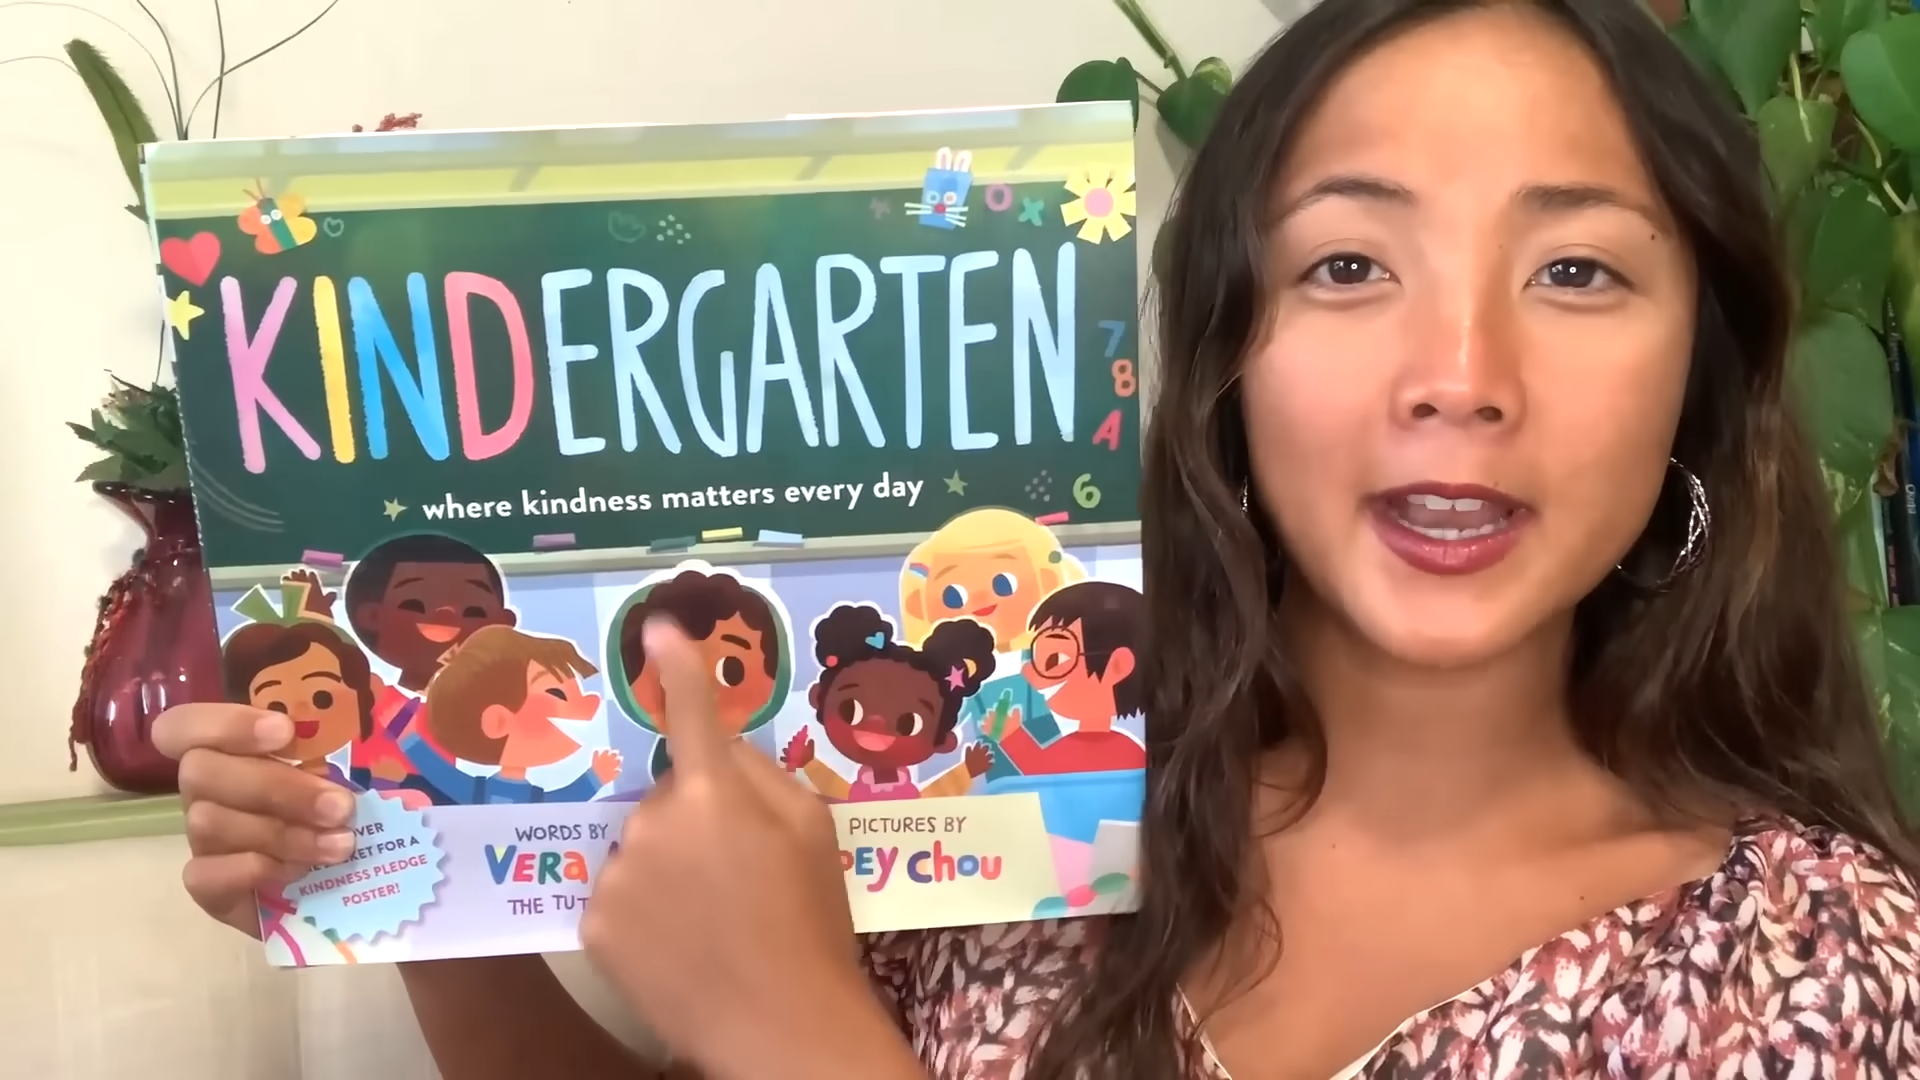 KINDERGARTEN
where kindness matters every day
7
8
A
6
WORDS BY
VERA
THE
PICTURES BY
Chou
FOR A
KINDNESS PLEDGE
POSTER!